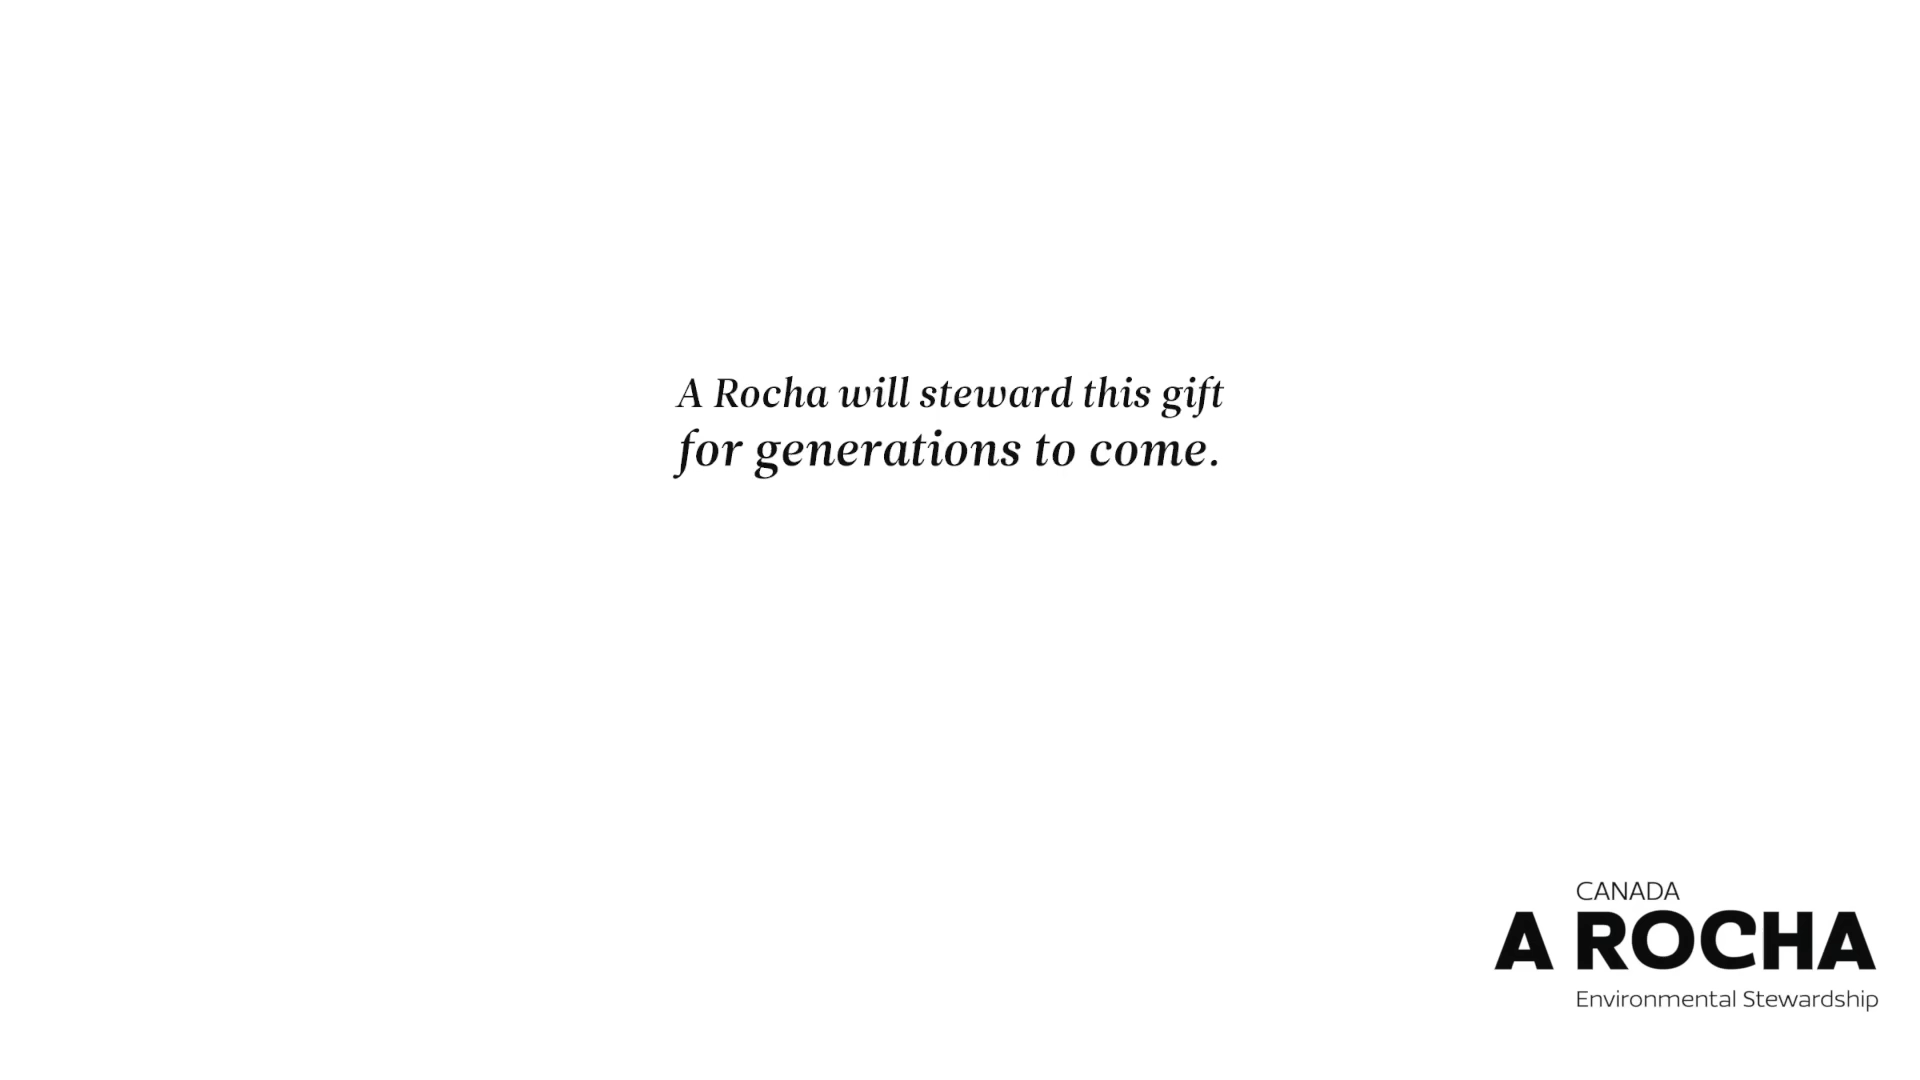 A Rocha will steward this gift
for generations to come.
CANADA
A ROCHA
Environmental Stewardship